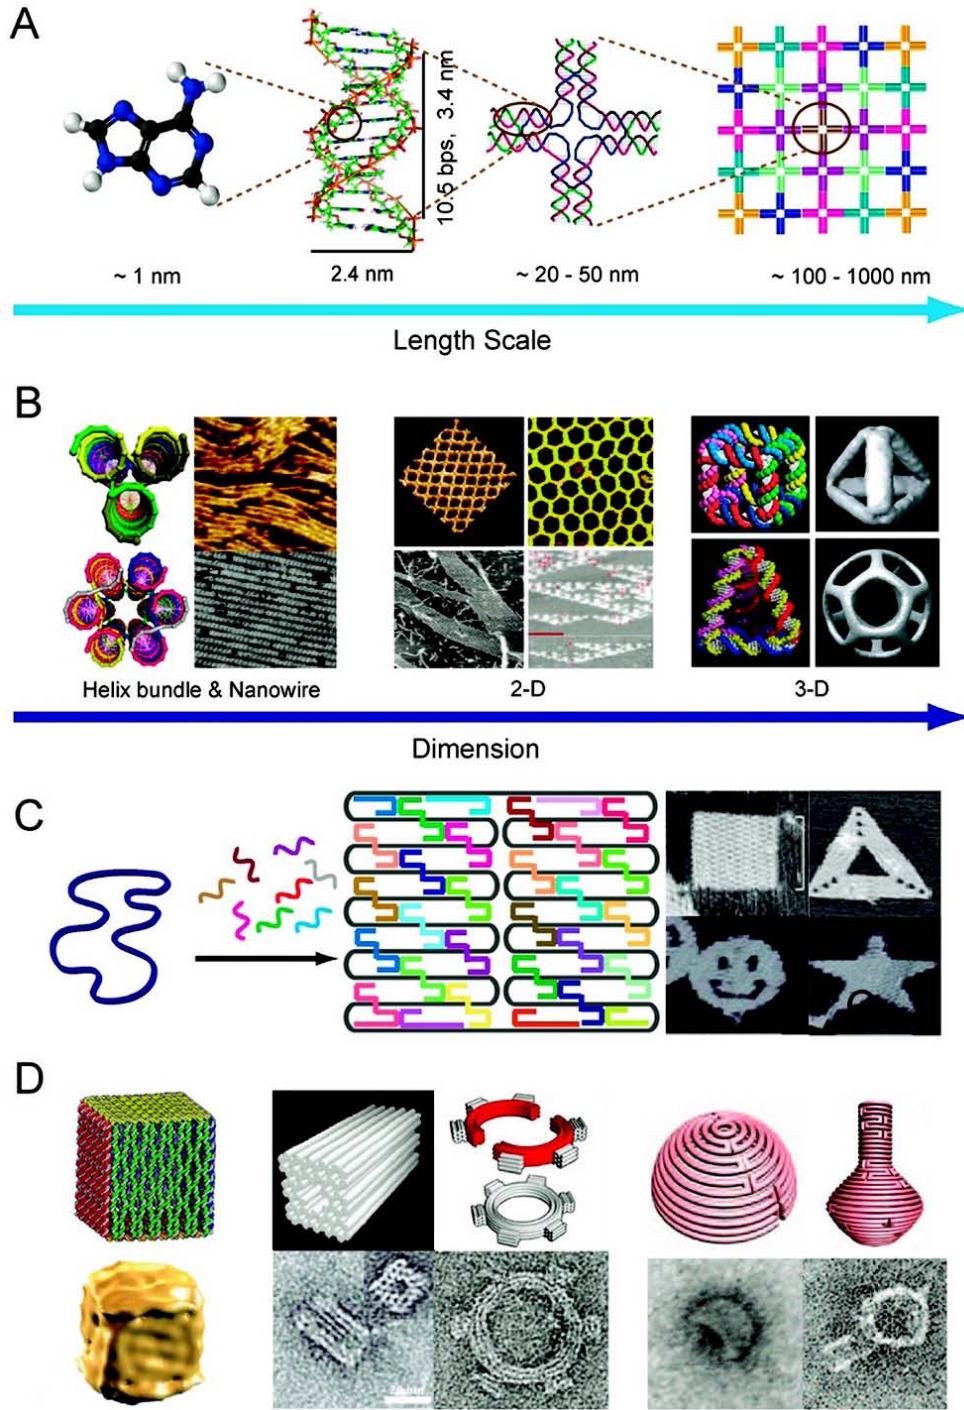 A
10.5 bps, 3.4 nm
~ 1 nm
2.4 nm
~ 20 - 50 nm
~ 100 - 1000 nm
Length Scale
B
Helix bundle & Nanowire
2-D
3-D
Dimension
C
D